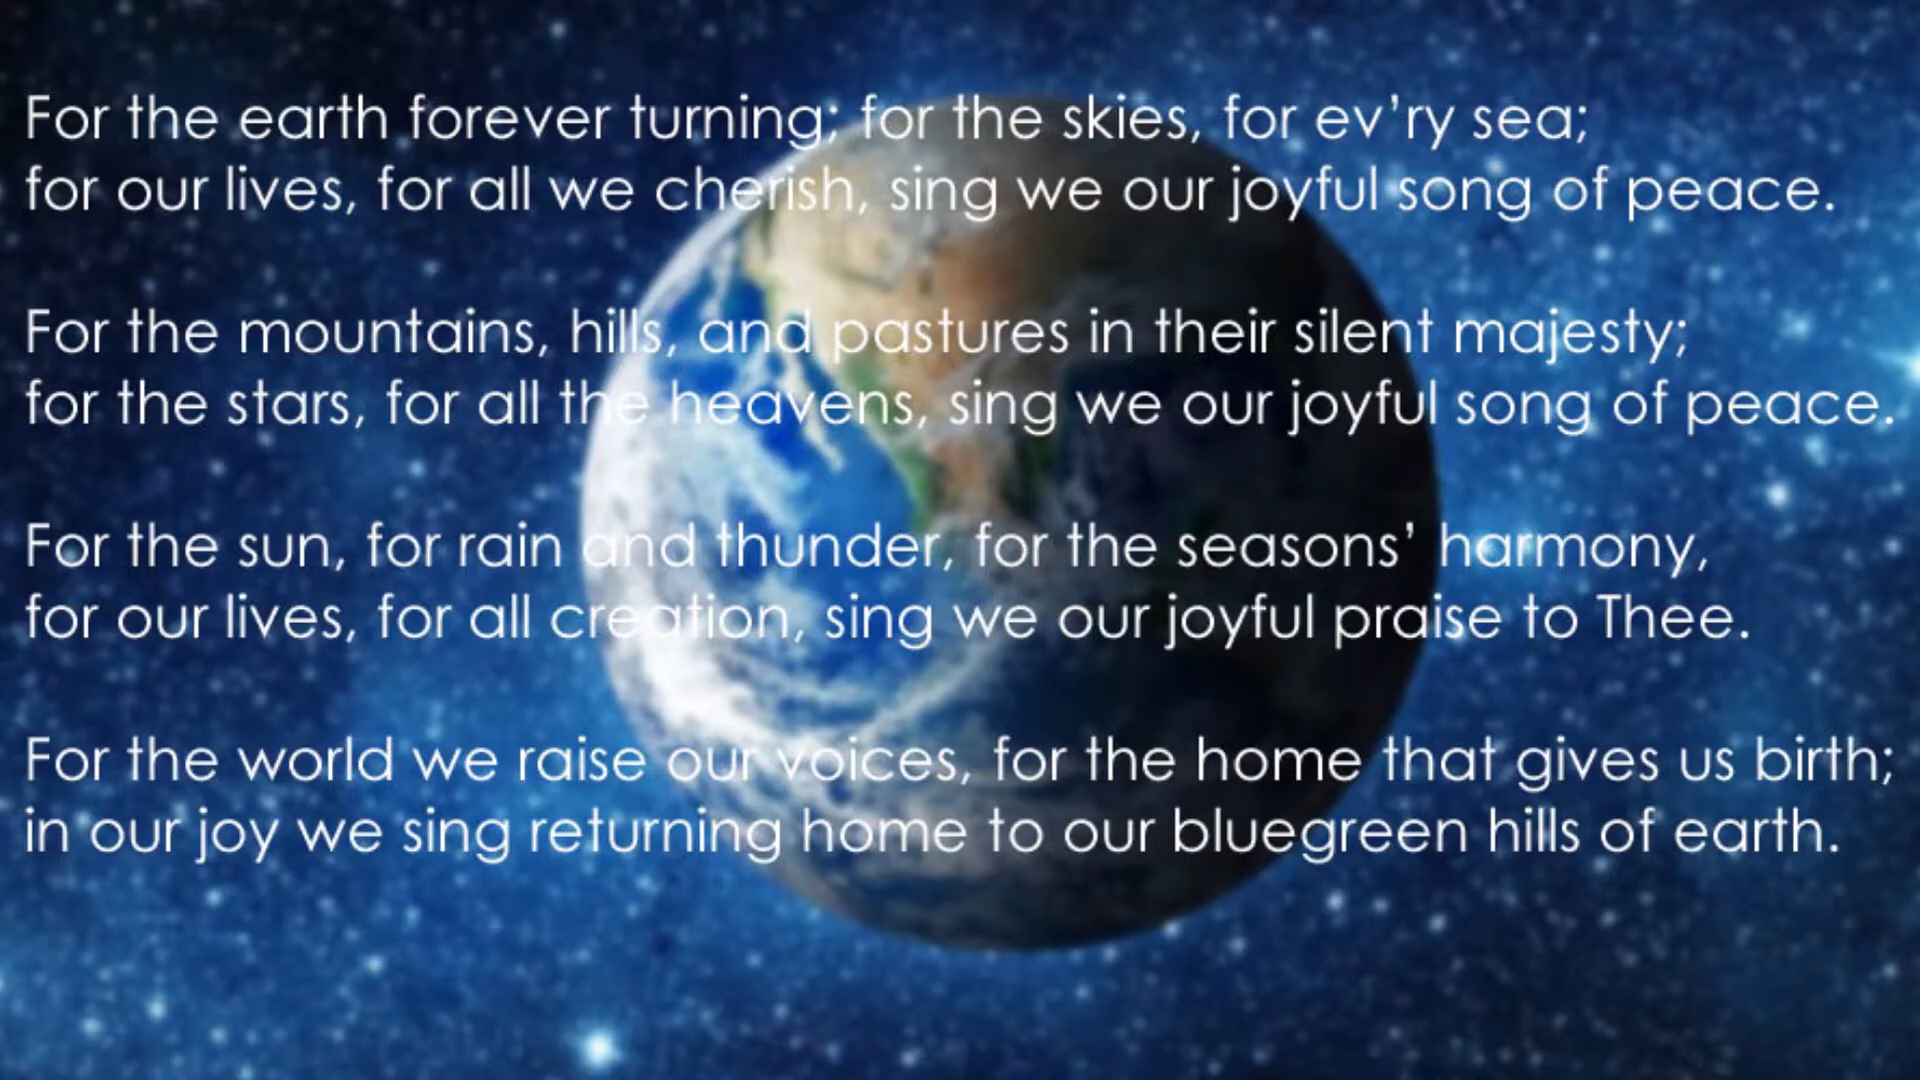 For the earth forever turning; for the skies, for ev’ry sea;
for our lives, for all we cherish, sing we our joyful song of peace.
For the mountains, hills, and pastures in their silent majesty;
for the stars, for all the heavens, sing we our joyful song of peace.
For the sun, for rain and thunder, for the seasons’ harmony,
for our lives, for all creation, sing we our joyful praise to Thee.
For the world we raise our voices, for the home that gives us birth;
in our joy we sing returning home to our bluegreen hills of earth.